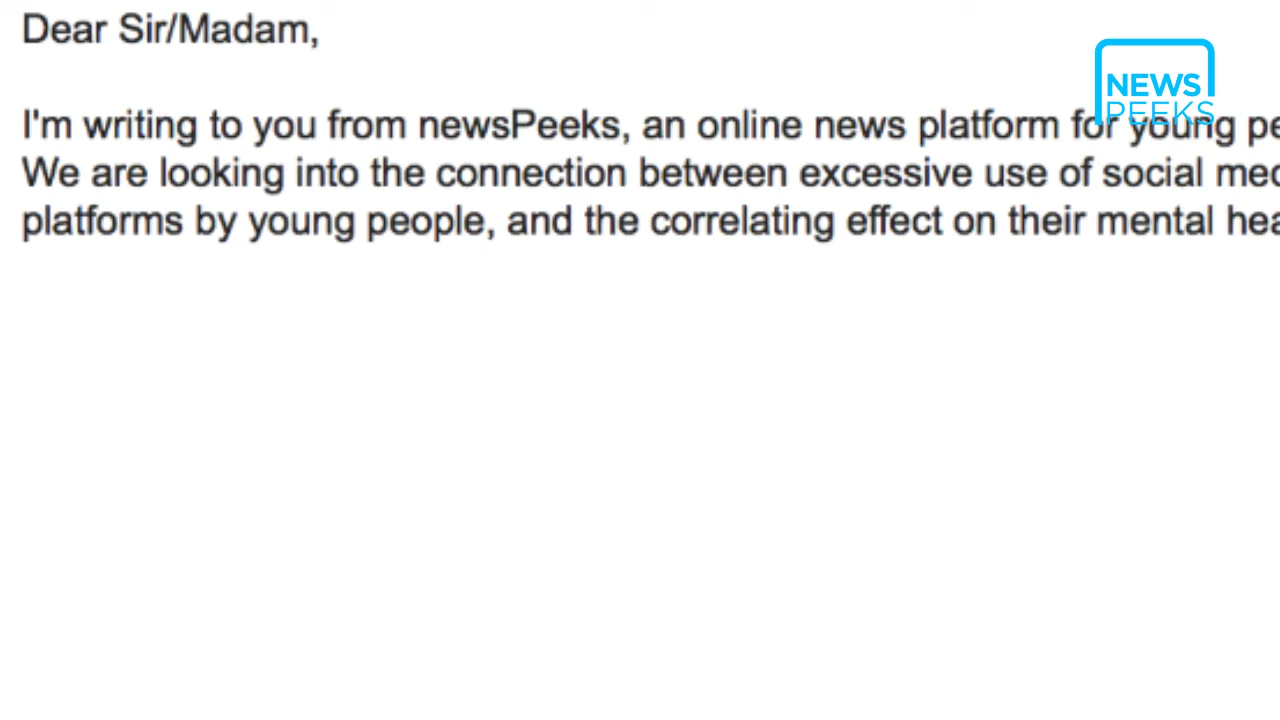 Dear Sir/Madam,
NEWS
PEEKS
I'm writing to you from newsPeeks, an online news platform for young
We are looking into the connection between excessive use of social
platforms by young people, and the correlating effect on their mental